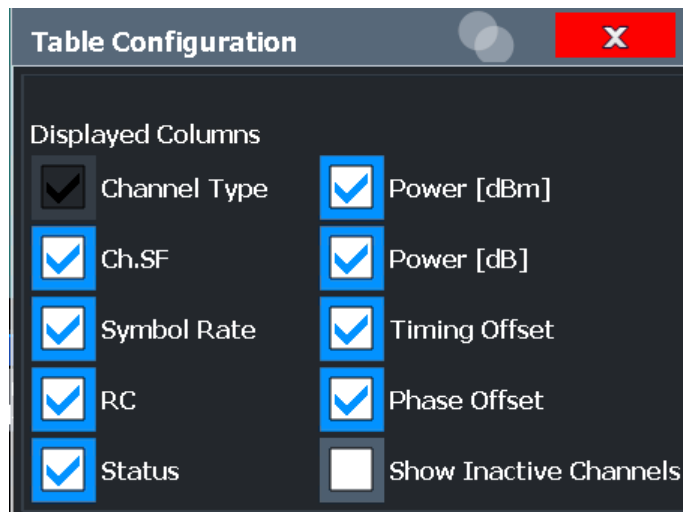 Table Configuration
X
Displayed Columns
Channel Type
Power [dBm]
Ch.SF
Power [dB]
Symbol Rate
Timing Offset
RC
Phase Offset
Status
Show Inactive Channels